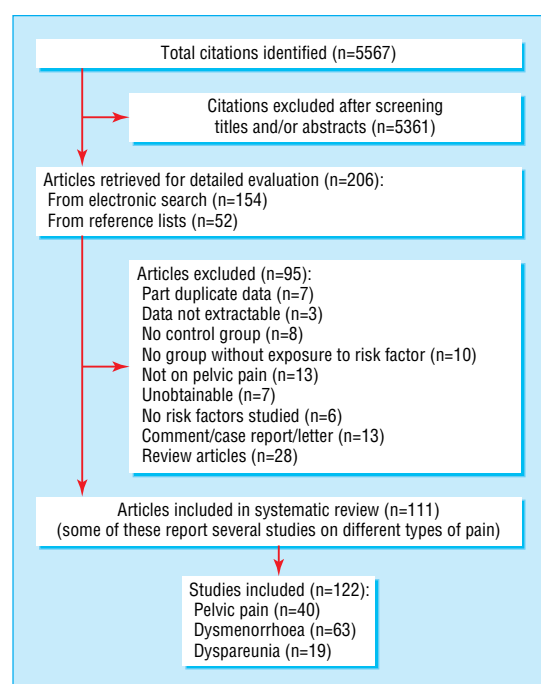 Total citations identified (n=5567)
Citations excluded after screening
titles and/or abstracts (n=5361)
Articles retrieved for detailed evaluation (n=206):
From electronic search (n=154)
From reference lists (n=52)
Articles excluded (n=95):
Part duplicate data (n=7)
Data not extractable (n=3)
No control group (n=8)
No group without exposure to risk factor (n=10)
Not on pelvic pain (n=13)
Unobtainable (n=7)
No risk factors studied (n=6)
Comment/case report/letter (n=13)
Review articles (n=28)
Articles included in systematic review (n=111)
(some of these report several studies on different types of pain)
Studies included (n=122):
Pelvic pain (n=40)
Dysmenorrhoea (n=63)
Dyspareunia (n=19)